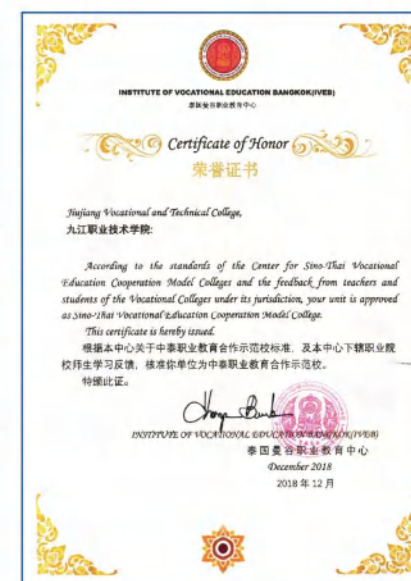 INSTITUTE OF VOCATIONAL EDUCATION BANGKOK(IVEB)
泰国曼谷职业教育中心
Certificate of Honor
荣誉证书
Jiujiang Vocational and Technical College,
九江职业技术学院:
According to the standards of the Center for Sino-Thai Vocational
Education Cooperation Model Colleges and the feedback from teachers and
students of the Vocational Colleges under its jurisdiction, your unit is approved
as Sino-Thai Vocational Education Cooperation Model College.
This certificate is hereby issued.
根据本中心关于中泰职业教育合作示范校标准，及本中心下辖职业院
校师生学习反馈，核准你单位为中泰职业教育合作示范校。
特颁此证。
INSTITUTE OF VOCATIONAL EDUCATION BANGKOK(IVEB)
泰国曼谷职业教育中心
December 2018
2018 年 12 月